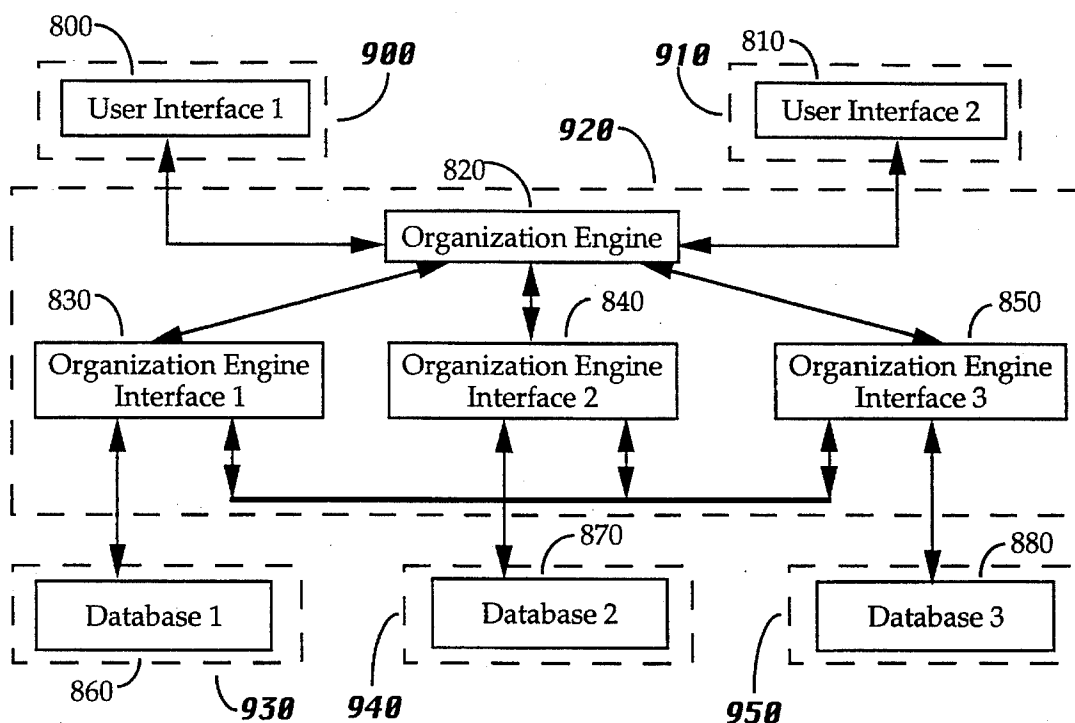 800
User Interface 1
900
910
810
User Interface 2
920
820
Organization Engine
830
Organization Engine
Interface 1
840
Organization Engine
Interface 2
850
Organization Engine
Interface 3
870
880
Database 1
Database 2
Database 3
860
930
940
950